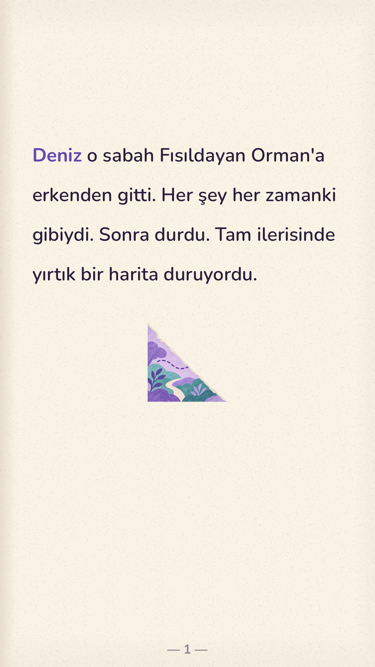 Deniz o sabah Fısıldayan Orman'a
erkenden gitti. Her şey her zamanki
gibiydi. Sonra durdu. Tam ilerisinde
yırtık bir harita duruyordu.
— 1 —